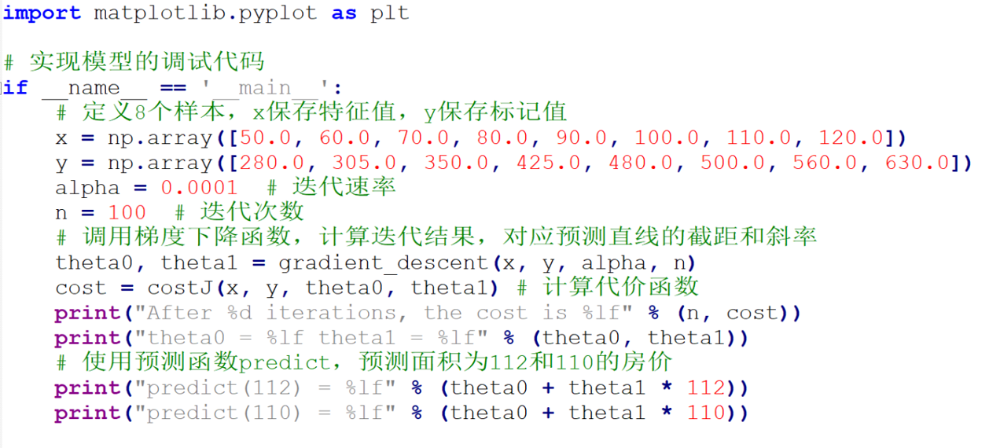 import matplotlib.pyplot as plt
# 实现模型的调试代码
if __name__ == '__main__':
# 定义8个样本，x保存特征值，y保存标记值
x = np.array([50.0, 60.0, 70.0, 80.0, 90.0, 100.0, 110.0, 120.0])
y = np.array([280.0, 305.0, 350.0, 425.0, 480.0, 500.0, 560.0, 630.0])
alpha = 0.0001  # 迭代速率
n = 100  # 迭代次数
# 调用梯度下降函数，计算迭代结果，对应预测直线的截距和斜率
theta0, theta1 = gradient_descent(x, y, alpha, n)
cost = costJ(x, y, theta0, theta1) # 计算代价函数
print("After %d iterations, the cost is %lf" % (n, cost))
print("theta0 = %lf theta1 = %lf" % (theta0, theta1))
# 使用预测函数predict，预测面积为112和110的房价
print("predict(112) = %lf" % (theta0 + theta1 * 112))
print("predict(110) = %lf" % (theta0 + theta1 * 110))